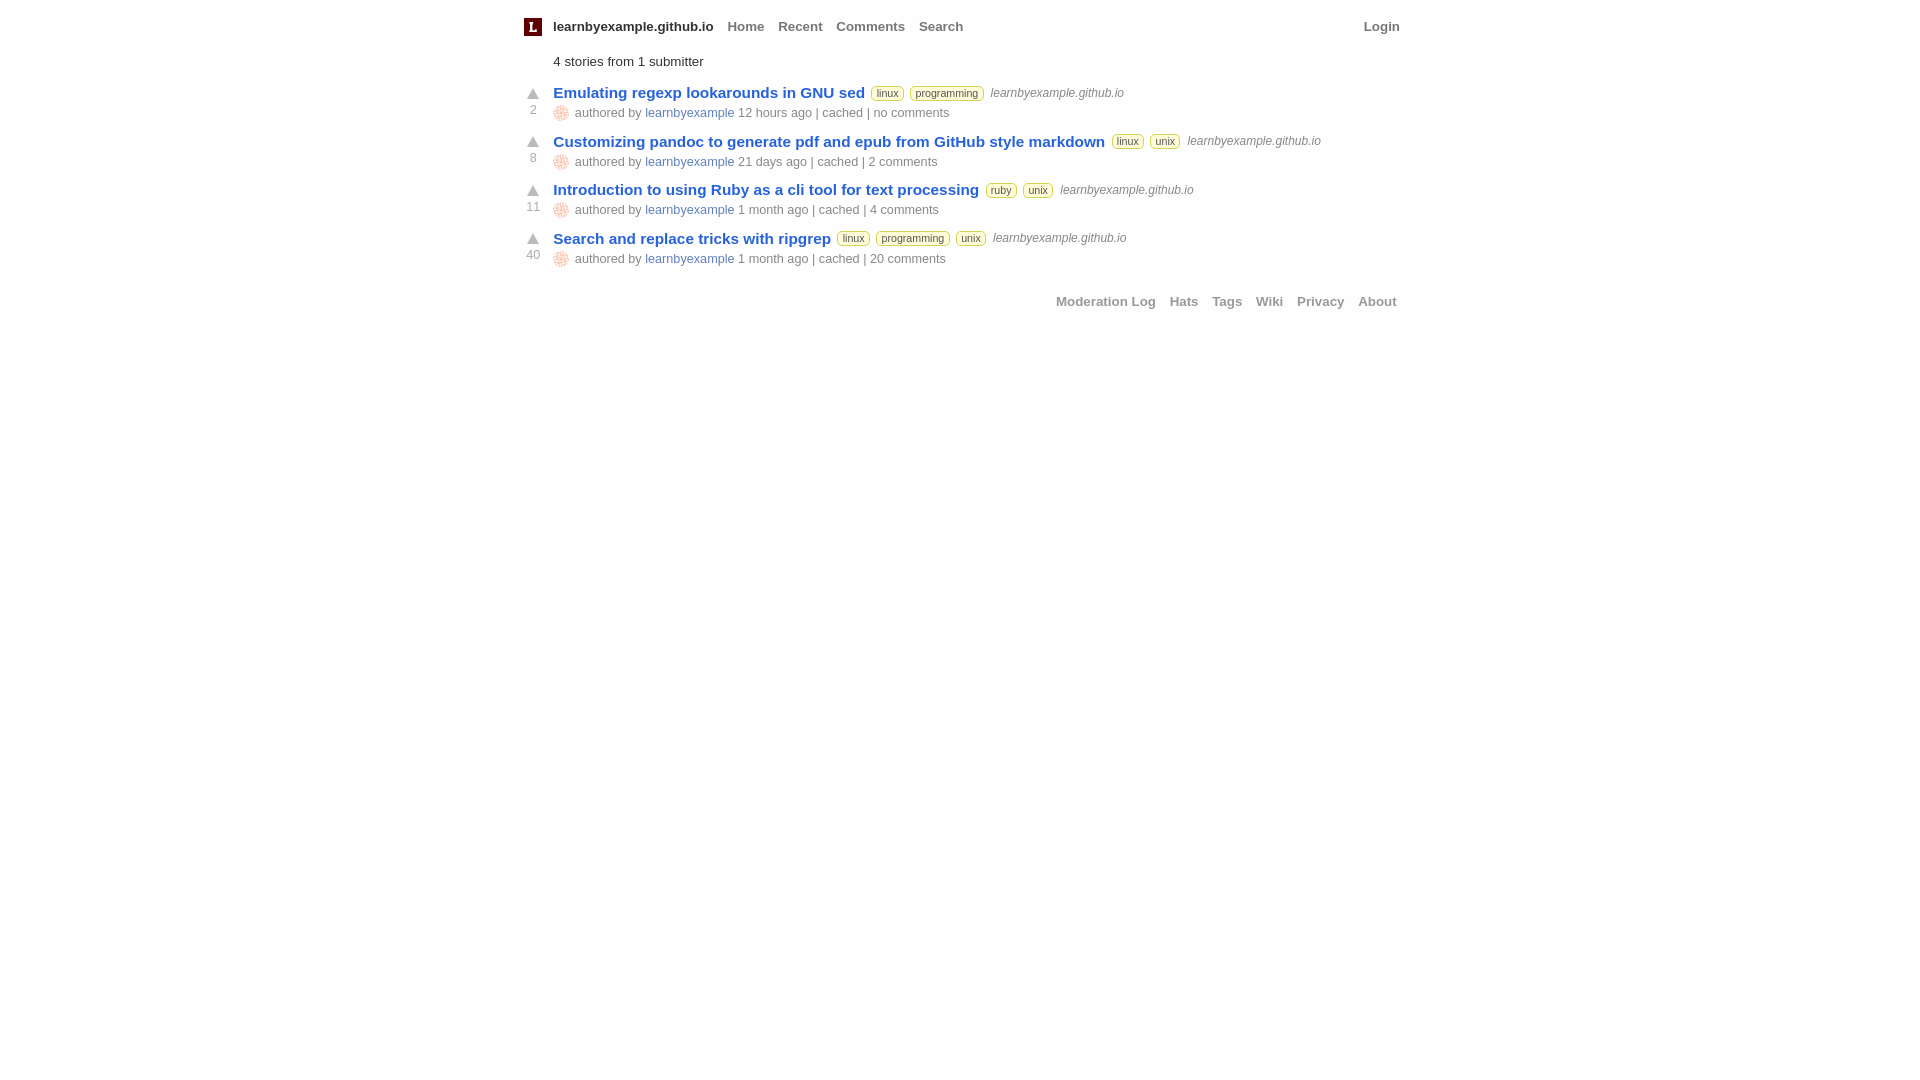 L learnbyexample.github.io Home Recent Comments Search Login
4 stories from 1 submitter
Emulating regexp lookarounds in GNU sed linux programming learnbyexample.github.io
2
authored by learnbyexample 12 hours ago | cached | no comments
Customizing pandoc to generate pdf and epub from GitHub style markdown linux unix learnbyexample.github.io
8
authored by learnbyexample 21 days ago | cached | 2 comments
Introduction to using Ruby as a cli tool for text processing ruby unix learnbyexample.github.io
11
authored by learnbyexample 1 month ago | cached | 4 comments
Search and replace tricks with ripgrep linux programming unix learnbyexample.github.io
40
authored by learnbyexample 1 month ago | cached | 20 comments
Moderation Log Hats Tags Wiki Privacy About